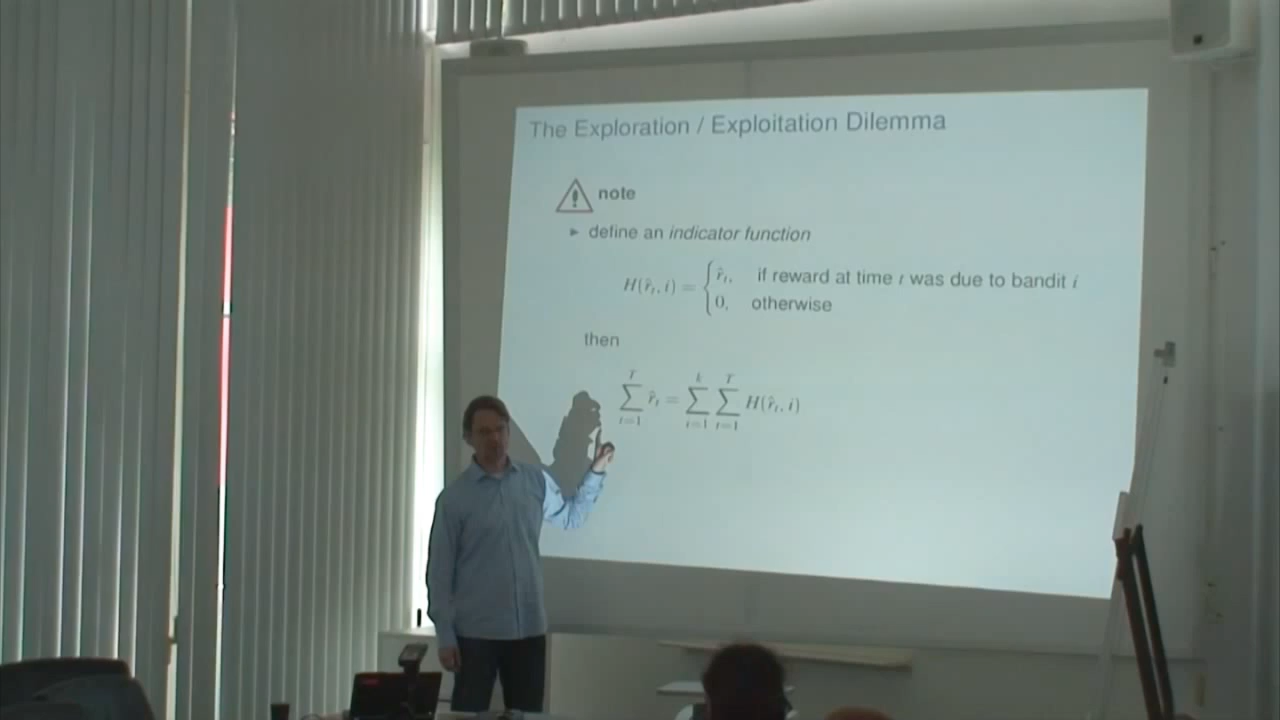 The Exploration / Exploitation Dilemma
! note
► define an indicator function
H(r̂ₜ, i) = { r̂ₜ, if reward at time t was due to bandit i
0, otherwise
then
∑ₜ₌₁ᵀ r̂ₜ = ∑ᵢ₌₁ᵏ ∑ₜ₌₁ᵀ H(r̂ₜ, i)